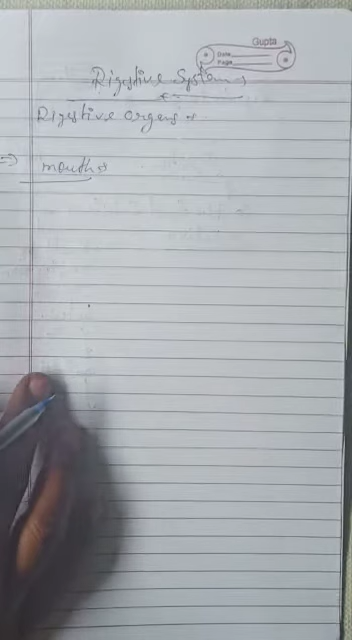 Gupta
Date
Page
Digestive System
Digestive organs
=> mouth